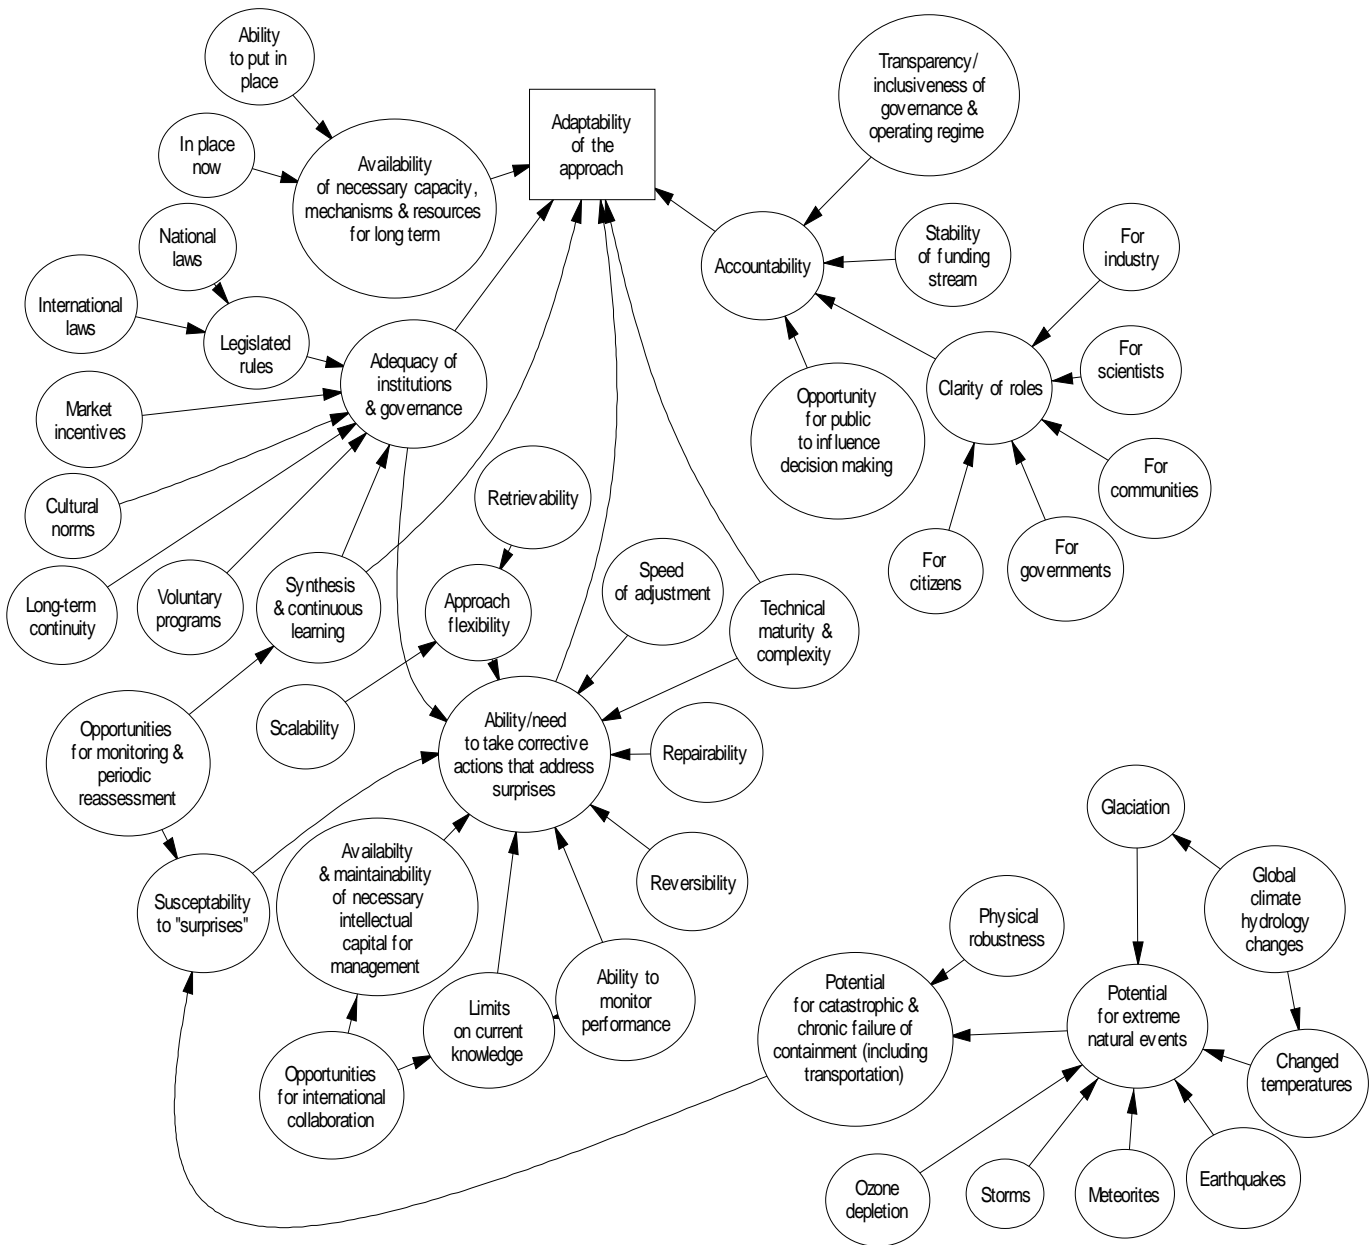 Ability
to put in
place
Transparency/
inclusiveness of
governance &
operating regime
Adaptability
of the
approach
In place
now
Availability
of necessary capacity,
mechanisms & resources
for long term
National
laws
Accountability
Stability
of funding
stream
For
industry
International
laws
Legislated
rules
Adequacy of
institutions
& governance
For
scientists
Clarity of roles
Market
incentives
Opportunity
for public
to influence
decision making
For
communities
Cultural
norms
Retrievability
For
citizens
For
governments
Long-term
continuity
Voluntary
programs
Synthesis
& continuous
learning
Approach
flexibility
Speed
of adjustment
Technical
maturity &
complexity
Scalability
Opportunities
for monitoring &
periodic
reassessment
Ability/need
to take corrective
actions that address
surprises
Repairability
Glaciation
Susceptability
to "surprises"
Availabilty
& maintainability
of necessary
intellectual
capital for
management
Reversibility
Global
climate
hydrology
changes
Physical
robustness
Limits
on current
knowledge
Ability to
monitor
performance
Potential
for catastrophic &
chronic failure of
containment (including
transportation)
Potential
for extreme
natural events
Changed
temperatures
Opportunities
for international
collaboration
Ozone
depletion
Storms
Meteorites
Earthquakes